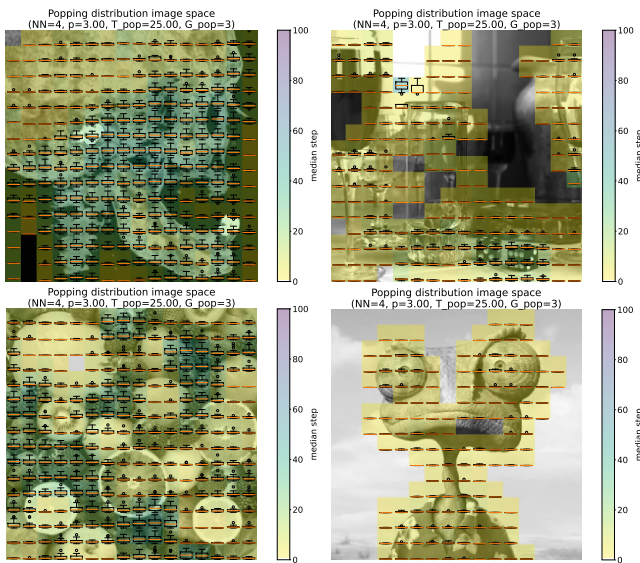 Popping distribution image space
(NN=4, p=3.00, T_pop=25.00, G_pop=3)
100
80
60
40
20
0
median step
Popping distribution image space
(NN=4, p=3.00, T_pop=25.00, G_pop=3)
100
80
60
40
20
0
median step
Popping distribution image space
(NN=4, p=3.00, T_pop=25.00, G_pop=3)
100
80
60
40
20
0
median step
Popping distribution image space
(NN=4, p=3.00, T_pop=25.00, G_pop=3)
100
80
60
40
20
0
median step